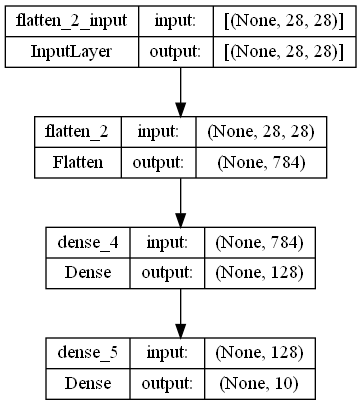 flatten_2_input input: [(None, 28, 28)]
InputLayer output: [(None, 28, 28)]
flatten_2 input: (None, 28, 28)
Flatten output: (None, 784)
dense_4 input: (None, 784)
Dense output: (None, 128)
dense_5 input: (None, 128)
Dense output: (None, 10)